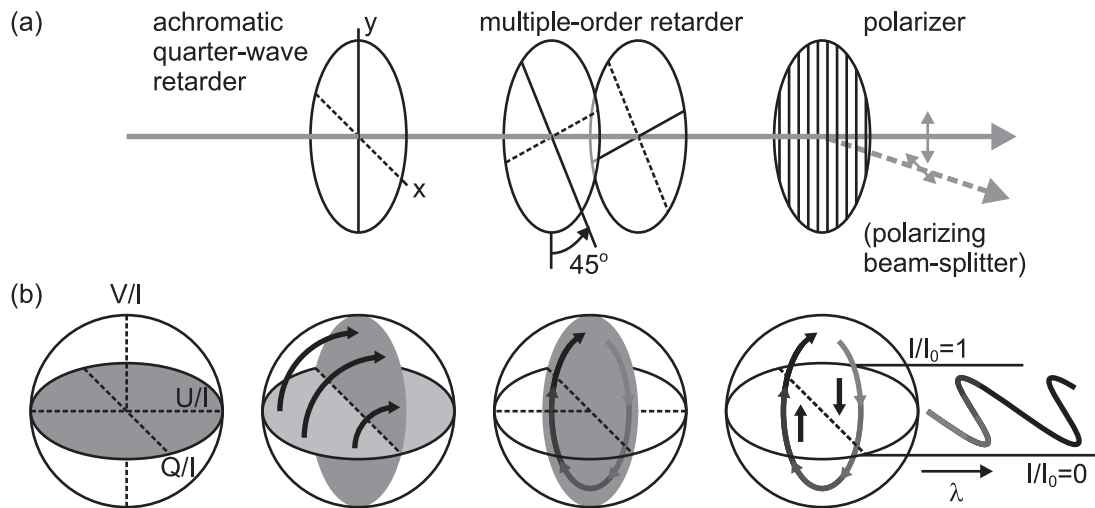 (a)
achromatic
quarter-wave
retarder
y
x
multiple-order retarder
45°
polarizer
(polarizing
beam-splitter)
(b)
V/I
U/I
Q/I
I/I₀=1
I/I₀=0
λ